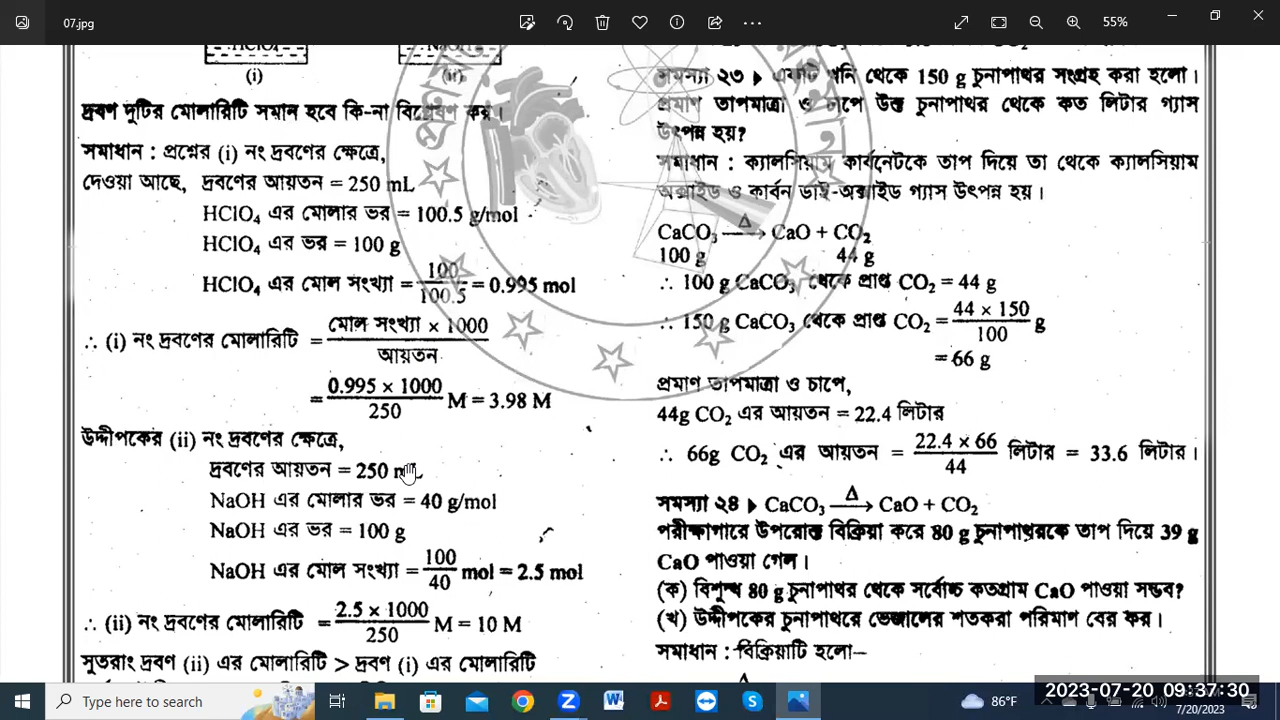 07.jpg
55%
HClO₄
NaOH
(i)
(ii)
দ্রবণ দুটির মোলারিটি সমান হবে কি-না বিশ্লেষণ কর।
সমাধান : প্রশ্নের (i) নং দ্রবণের ক্ষেত্রে,
দেওয়া আছে, দ্রবণের আয়তন = 250 mL
HClO₄ এর মোলার ভর = 100.5 g/mol
HClO₄ এর ভর = 100 g
HClO₄ এর মোল সংখ্যা = 100/100.5 = 0.995 mol
∴ (i) নং দ্রবণের মোলারিটি = মোল সংখ্যা × 1000/আয়তন
= 0.995 × 1000/250 M = 3.98 M
উদ্দীপকের (ii) নং দ্রবণের ক্ষেত্রে,
দ্রবণের আয়তন = 250 mL
NaOH এর মোলার ভর = 40 g/mol
NaOH এর ভর = 100 g
NaOH এর মোল সংখ্যা = 100/40 mol = 2.5 mol
∴ (ii) নং দ্রবণের মোলারিটি = 2.5 × 1000/250 M = 10 M
সুতরাং দ্রবণ (ii) এর মোলারিটি > দ্রবণ (i) এর মোলারিটি
সমস্যা ২৩ ▶ একটি খনি থেকে 150 g চুনাপাথর সংগ্রহ করা হলো।
প্রমাণ তাপমাত্রা ও চাপে উক্ত চুনাপাথর থেকে কত লিটার গ্যাস
উৎপন্ন হয়?
সমাধান : ক্যালসিয়াম কার্বনেটকে তাপ দিয়ে তা থেকে ক্যালসিয়াম
অক্সাইড ও কার্বন ডাই-অক্সাইড গ্যাস উৎপন্ন হয়।
CaCO₃ —Δ→ CaO + CO₂
100 g 44 g
∴ 100 g CaCO₃ থেকে প্রাপ্ত CO₂ = 44 g
∴ 150 g CaCO₃ থেকে প্রাপ্ত CO₂ = 44 × 150/100 g
= 66 g
প্রমাণ তাপমাত্রা ও চাপে,
44g CO₂ এর আয়তন = 22.4 লিটার
∴ 66g CO₂ এর আয়তন = 22.4 × 66/44 লিটার = 33.6 লিটার।
সমস্যা ২৪ ▶ CaCO₃ —Δ→ CaO + CO₂
পরীক্ষাগারে উপরোক্ত বিক্রিয়া করে 80 g চুনাপাথরকে তাপ দিয়ে 39 g
CaO পাওয়া গেল।
(ক) বিশুদ্ধ 80 g চুনাপাথর থেকে সর্বোচ্চ কতগ্রাম CaO পাওয়া সম্ভব?
(খ) উদ্দীপকের চুনাপাথরে ভেজালের শতকরা পরিমাণ বের কর।
সমাধান : বিক্রিয়াটি হলো–
Type here to search
86°F
2023-07-20 09:37:30
7/20/2023